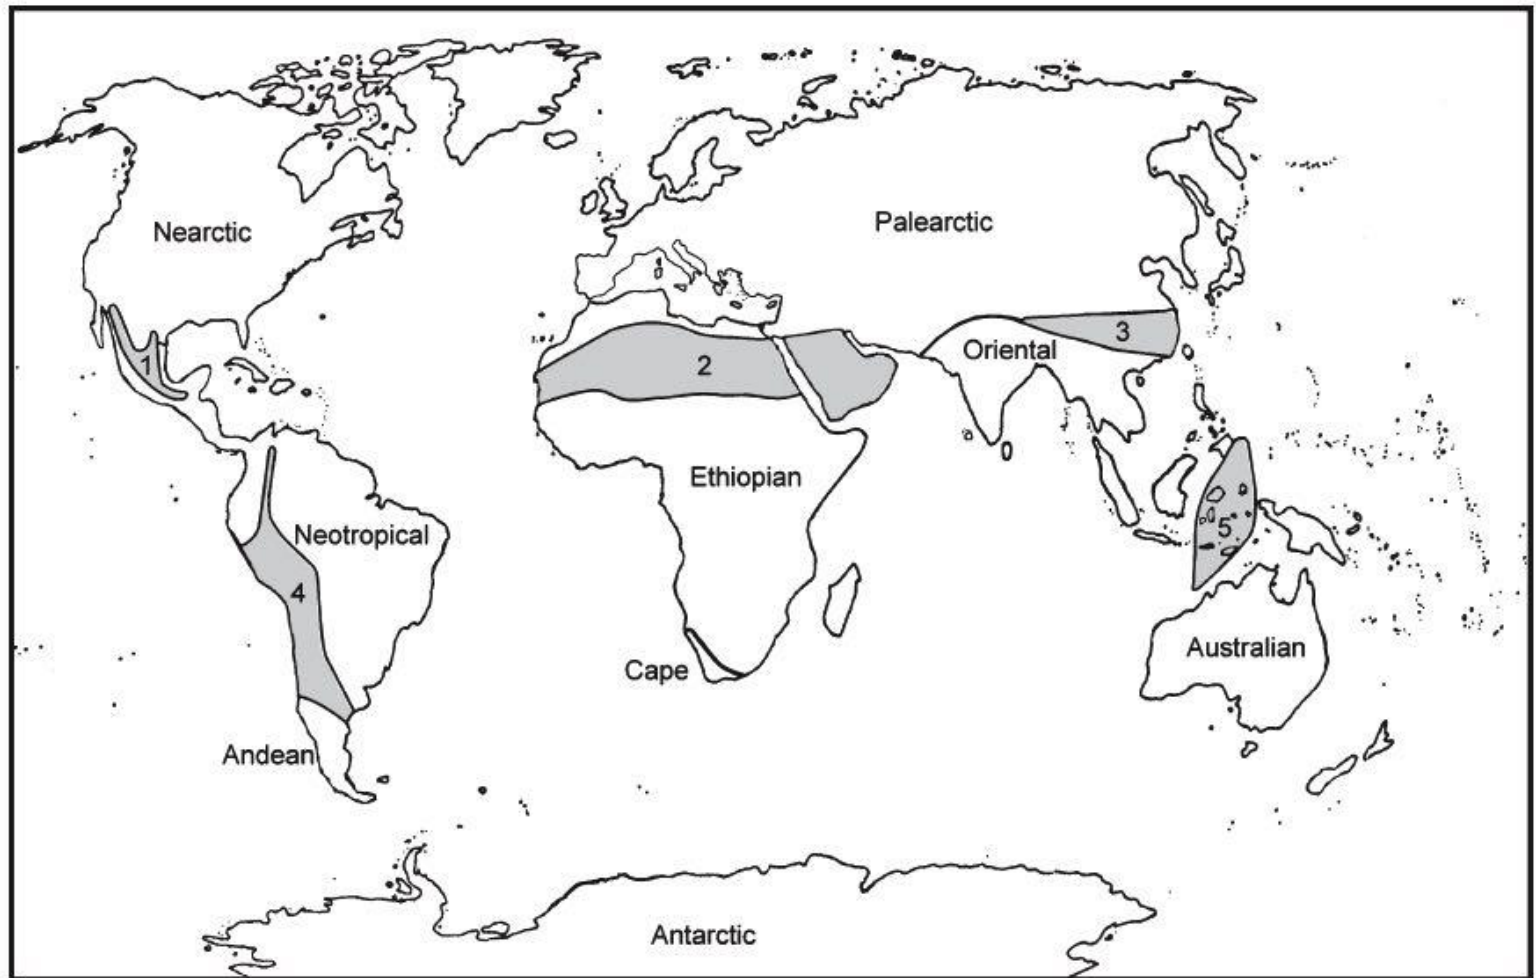 Nearctic
Palearctic
3
Oriental
1
2
Ethiopian
Neotropical
5
4
Australian
Cape
Andean
Antarctic